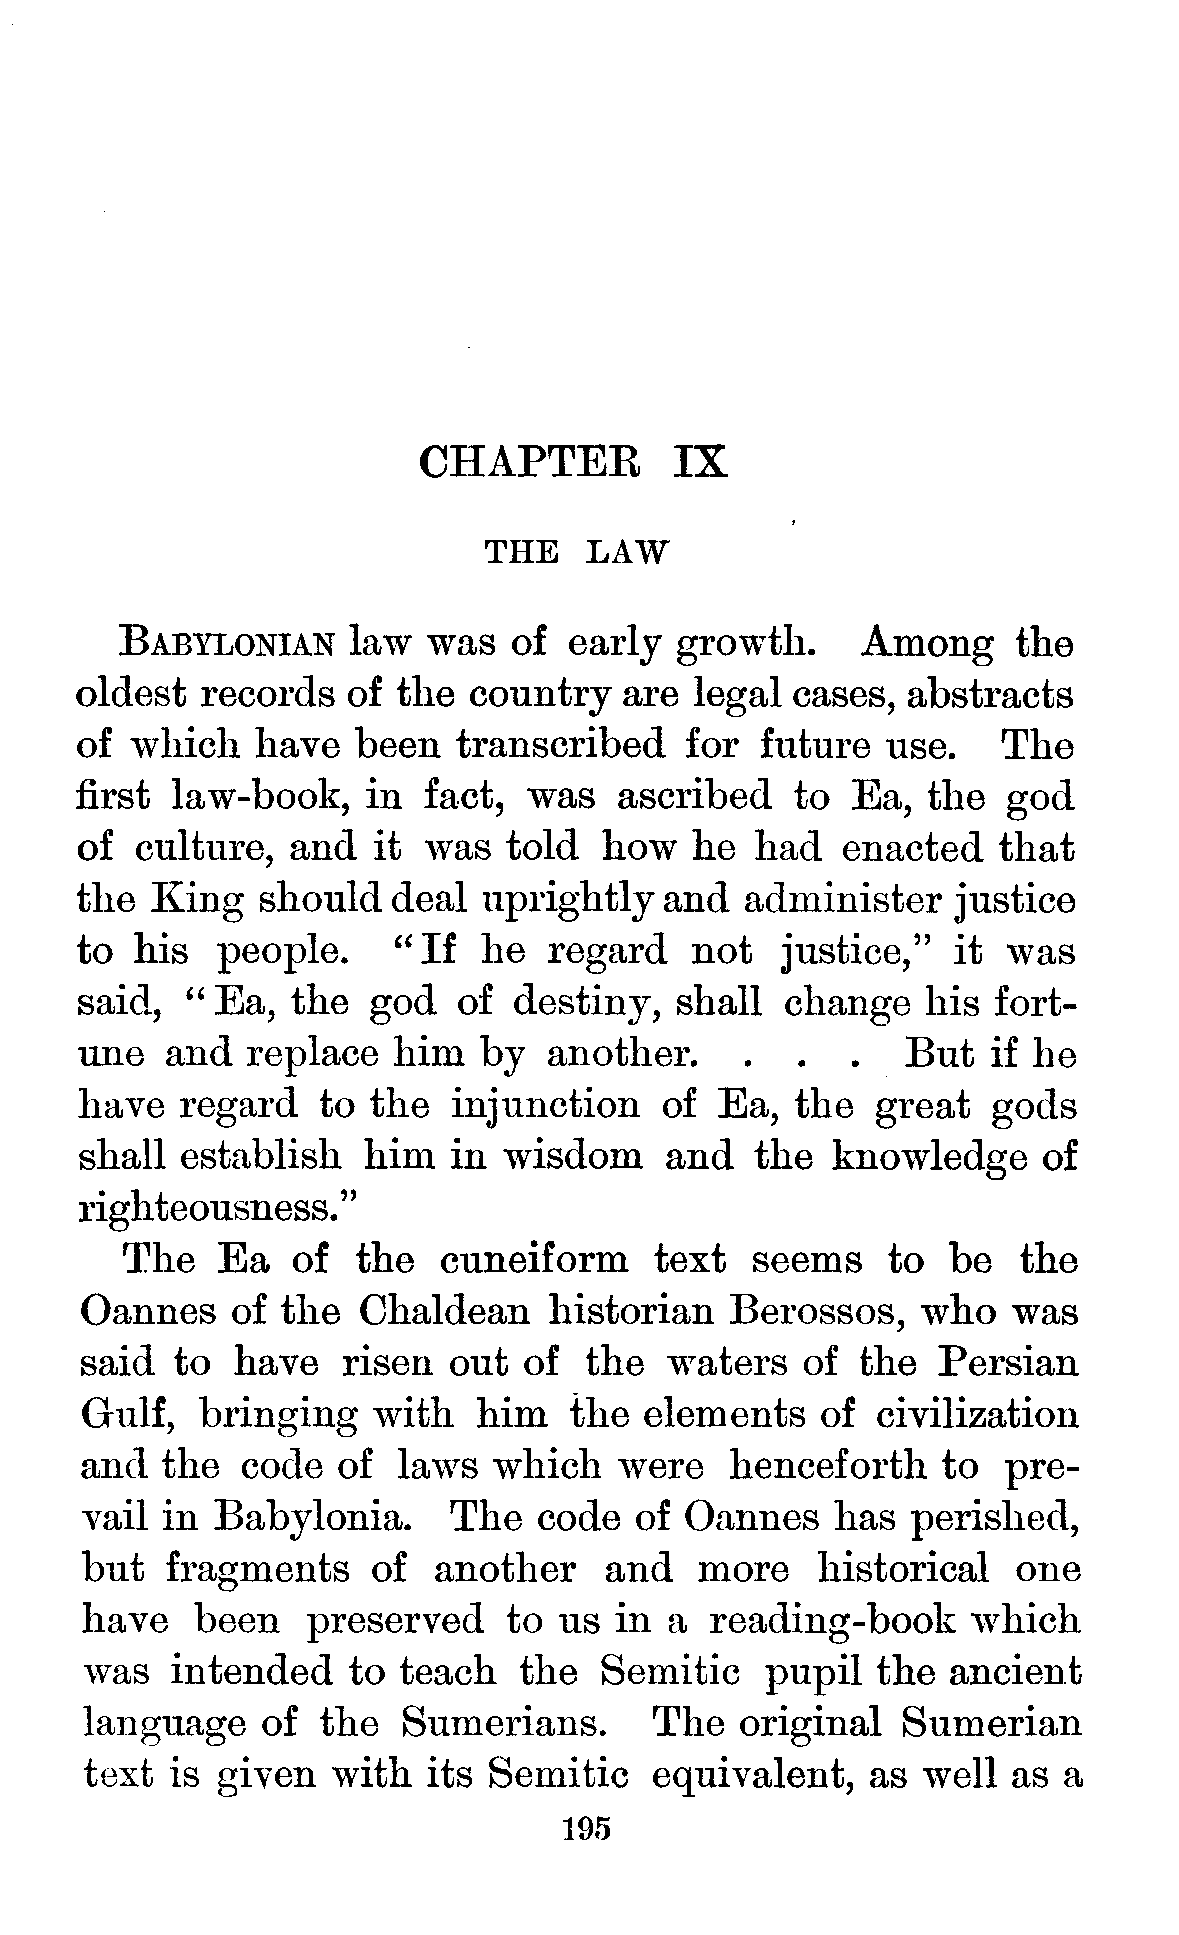 CHAPTER IX
THE LAW
BABYLONIAN law was of early growth. Among the
oldest records of the country are legal cases, abstracts
of which have been transcribed for future use. The
first law-book, in fact, was ascribed to Ea, the god
of culture, and it was told how he had enacted that
the King should deal uprightly and administer justice
to his people. “If he regard not justice,” it was
said, “Ea, the god of destiny, shall change his fort-
une and replace him by another. . . . But if he
have regard to the injunction of Ea, the great gods
shall establish him in wisdom and the knowledge of
righteousness.”
The Ea of the cuneiform text seems to be the
Oannes of the Chaldean historian Berossos, who was
said to have risen out of the waters of the Persian
Gulf, bringing with him the elements of civilization
and the code of laws which were henceforth to pre-
vail in Babylonia. The code of Oannes has perished,
but fragments of another and more historical one
have been preserved to us in a reading-book which
was intended to teach the Semitic pupil the ancient
language of the Sumerians. The original Sumerian
text is given with its Semitic equivalent, as well as a
195